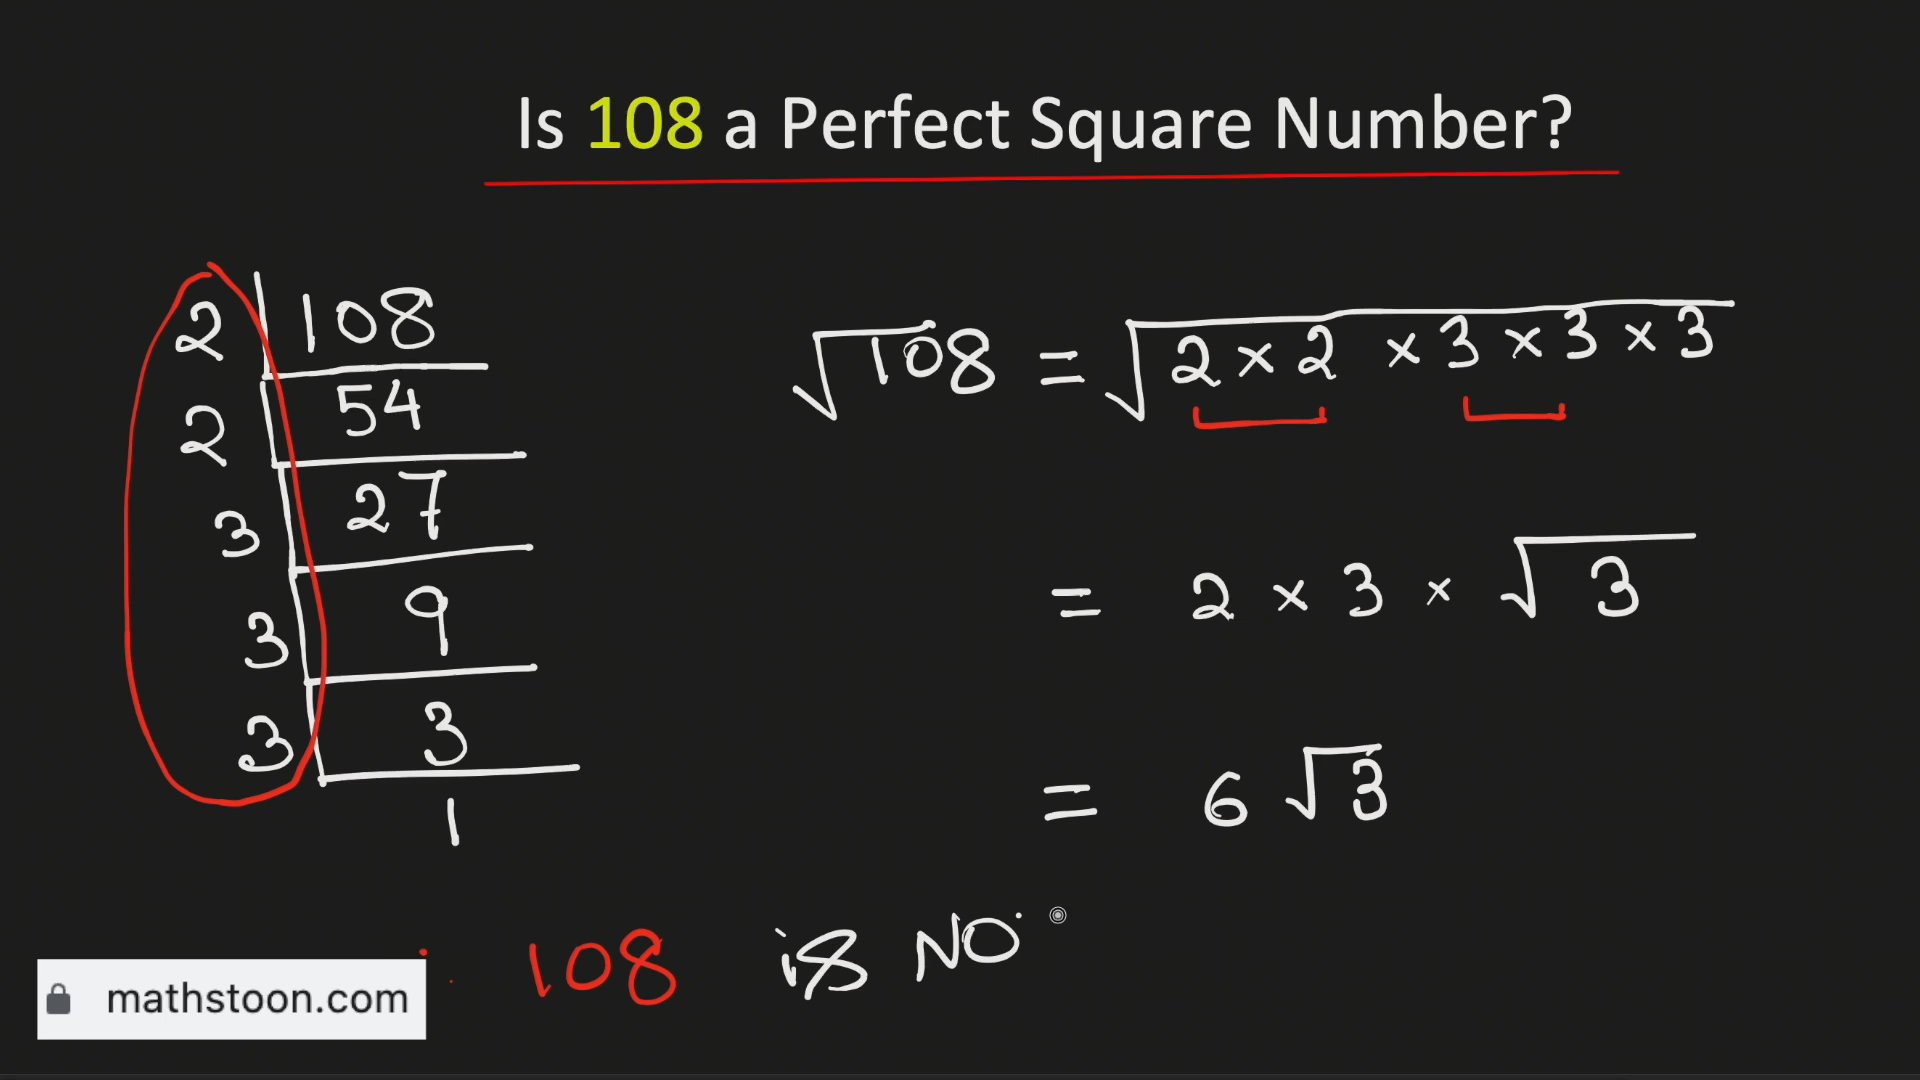 Is 108 a Perfect Square Number?
2 | 108
2 | 54
3 | 27
3 | 9
3 | 3
1
√108 = √2 × 2 × 3 × 3 × 3
= 2 × 3 × √3
= 6 √3
108 is NO
mathstoon.com